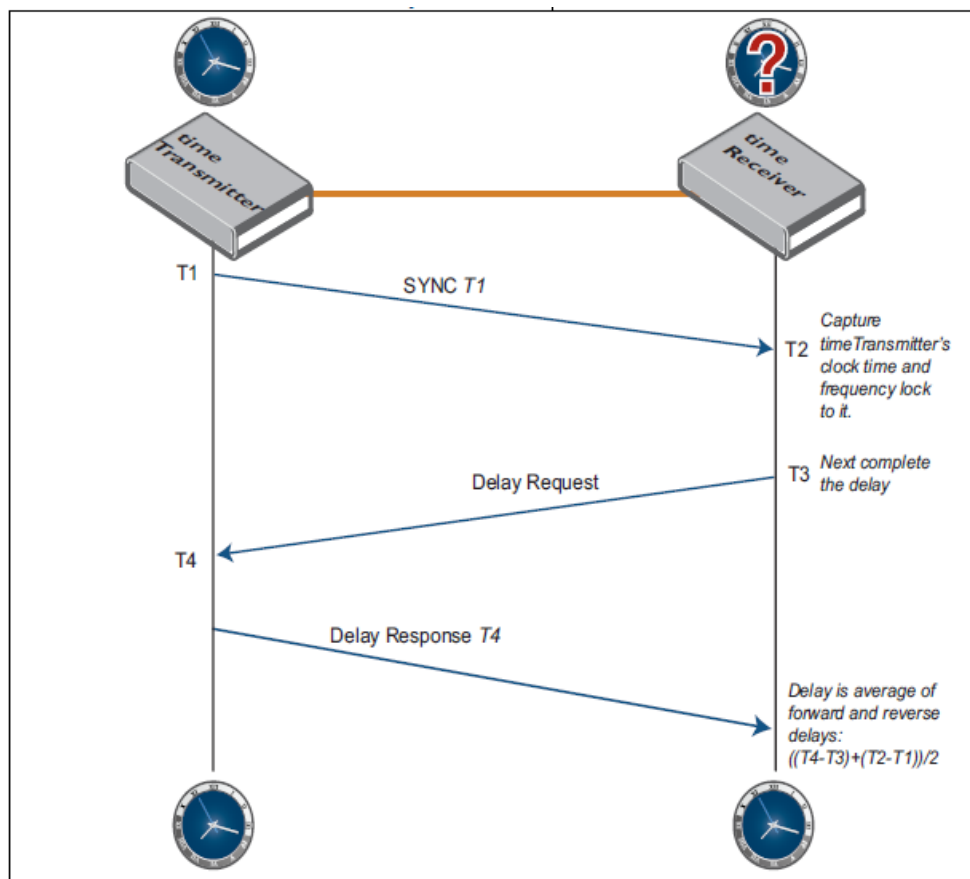 time
Transmitter
?
time
Receiver
T1
SYNC T1
T2
Capture
timeTransmitter's
clock time and
frequency lock
to it.
T3
Next complete
the delay
Delay Request
T4
Delay Response T4
Delay is average of
forward and reverse
delays:
((T4-T3)+(T2-T1))/2